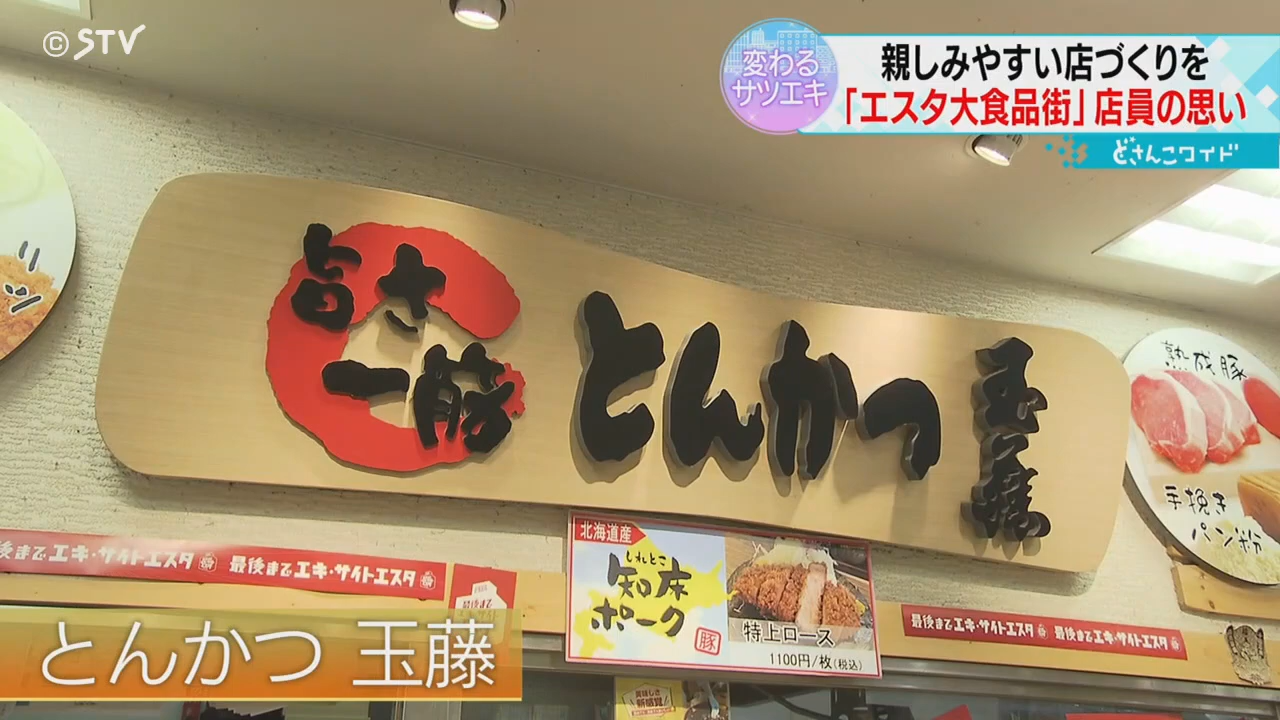 © STV
変わる
サツエキ
親しみやすい店づくりを
「エスタ大食品街」店員の思い
どさんこワイド
旨さ
一筋
とんかつ 玉藤
熟成豚
手挽き
パン粉
北海道産
しれとこ
知床
ポーク
豚
特上ロース
1100円/枚(税込)
最後までエキ・サイトエスタ
最後までエキ・サイトエスタ
最後まで
最後までエキ・サイトエスタ
最後までエキ・サイトエスタ
とんかつ 玉藤